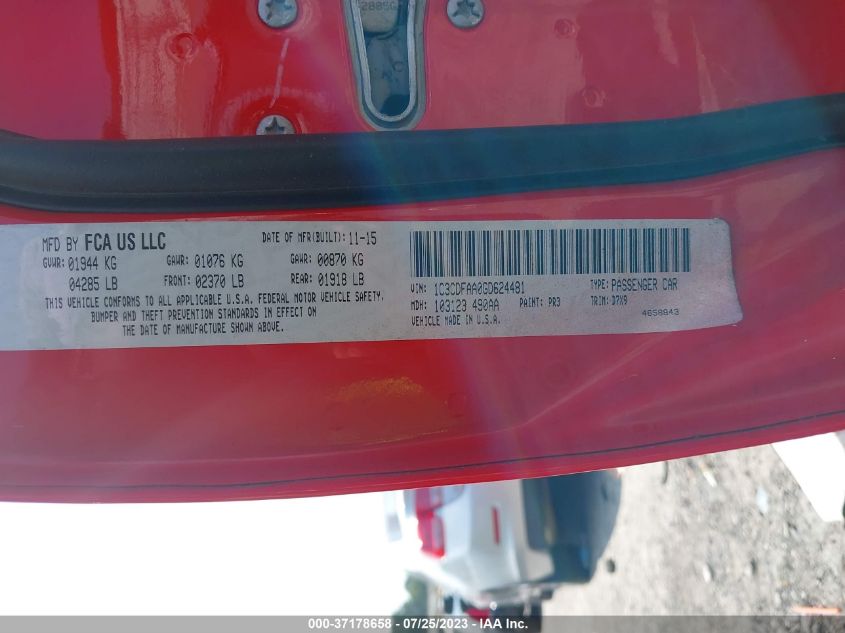 2885G
MFD BY FCA US LLC
DATE OF MFR(BUILT): 11-15
GVWR: 01944 KG GAWR: 01076 KG GAWR: 00870 KG
04285 LB FRONT: 02370 LB REAR: 01918 LB
THIS VEHICLE CONFORMS TO ALL APPLICABLE U.S.A. FEDERAL MOTOR VEHICLE SAFETY,
BUMPER AND THEFT PREVENTION STANDARDS IN EFFECT ON
THE DATE OF MANUFACTURE SHOWN ABOVE.
VIN: 1C3CDFAA0GD624481 TYPE: PASSENGER CAR
MDH: 103123 490AA PAINT: PR3 TRIM: D7X9
VEHICLE MADE IN U.S.A. 4658843
000-37178658 - 07/25/2023 - IAA Inc.